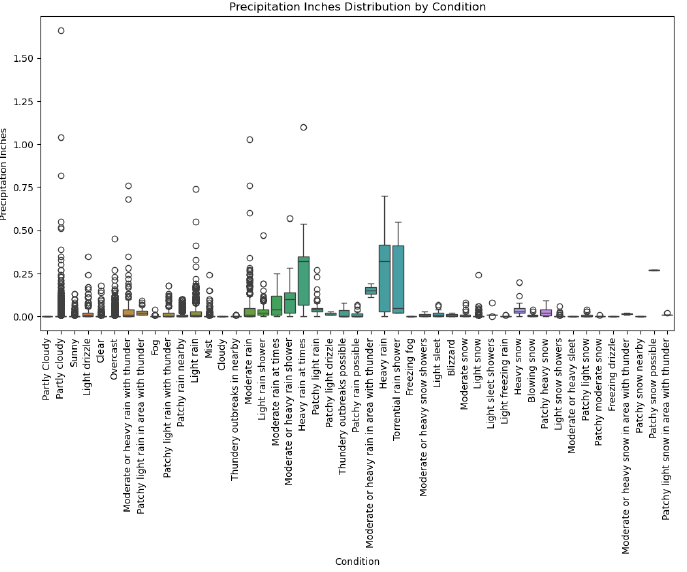 Precipitation Inches Distribution by Condition
Precipitation Inches
1.50
1.25
1.00
0.75
0.50
0.25
0.00
Partly Cloudy
Partly cloudy
Sunny
Light drizzle
Clear
Overcast
Moderate or heavy rain with thunder
Patchy light rain in area with thunder
Fog
Patchy light rain with thunder
Patchy rain nearby
Light rain
Mist
Cloudy
Thundery outbreaks in nearby
Moderate rain
Light rain shower
Moderate rain at times
Moderate or heavy rain shower
Heavy rain at times
Patchy light rain
Patchy light drizzle
Thundery outbreaks possible
Patchy rain possible
Moderate or heavy rain in area with thunder
Heavy rain
Torrential rain shower
Freezing fog
Moderate or heavy snow showers
Light sleet
Blizzard
Moderate snow
Light snow
Light sleet showers
Light freezing rain
Heavy snow
Blowing snow
Patchy heavy snow
Light snow showers
Moderate or heavy sleet
Patchy light snow
Patchy moderate snow
Freezing drizzle
Moderate or heavy snow in area with thunder
Patchy snow nearby
Patchy snow possible
Patchy light snow in area with thunder
Condition